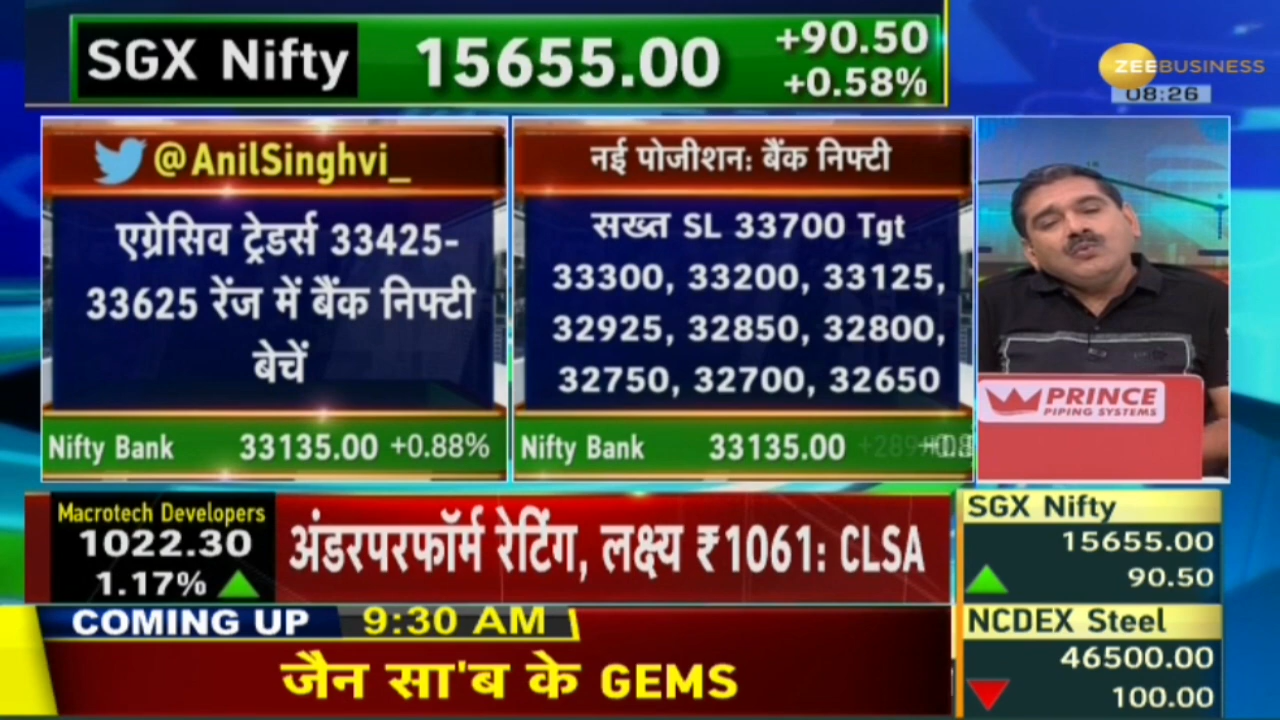 SGX Nifty 15655.00 +90.50
+0.58%
ZEEBUSINESS
08:26
@AnilSinghvi_
एग्रेसिव ट्रेडर्स 33425-
33625 रेंज में बैंक निफ्टी
बेचें
Nifty Bank 33135.00 +0.88%
नई पोजीशन: बैंक निफ्टी
सख्त SL 33700 Tgt
33300, 33200, 33125,
32925, 32850, 32800,
32750, 32700, 32650
Nifty Bank 33135.00
PRINCE
PIPING SYSTEMS
Macrotech Developers
1022.30
1.17%
अंडरपरफॉर्म रेटिंग, लक्ष्य ₹1061: CLSA
SGX Nifty
15655.00
90.50
NCDEX Steel
46500.00
100.00
COMING UP 9:30 AM
जैन सा'ब के GEMS